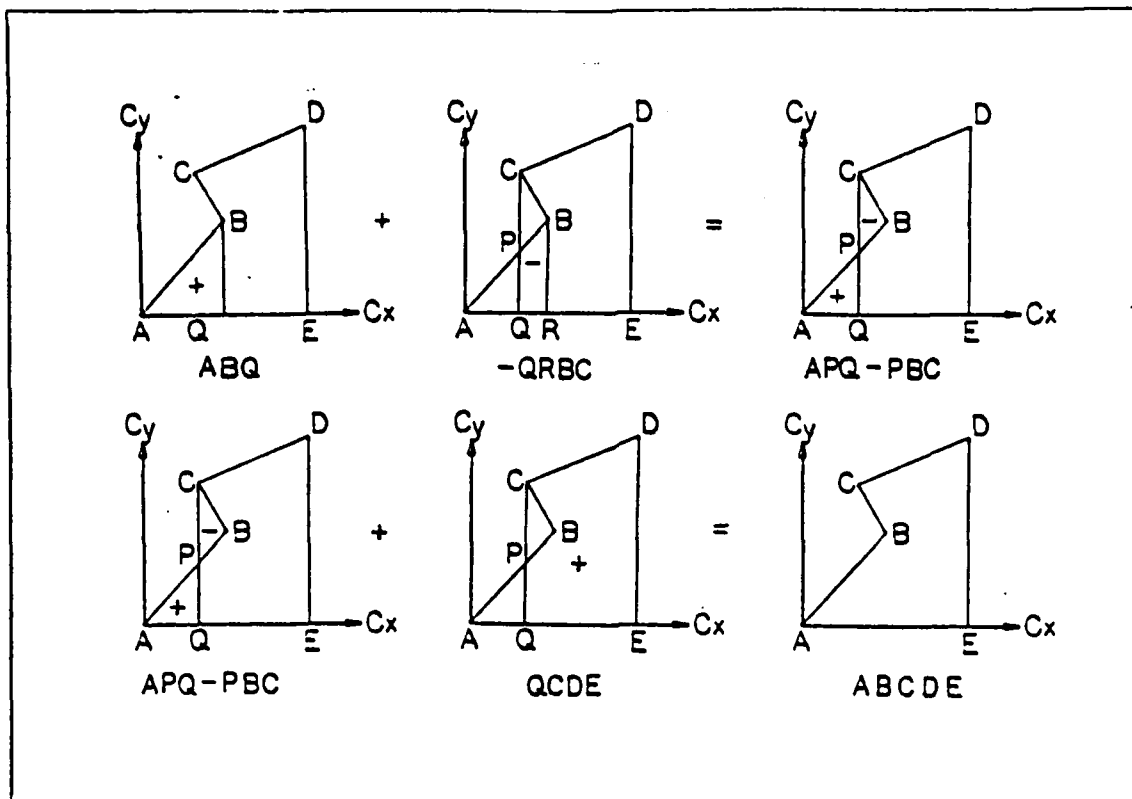 Cy D Cy D Cy D
C C C
B + B = B
P P
+ - - +
A Q E Cx A Q R E Cx A Q E Cx
ABQ -QRBC APQ-PBC
Cy D Cy D Cy D
C C C
- B + B = B
P P +
+
A Q E Cx A Q E Cx A E Cx
APQ-PBC QCDE ABCDE